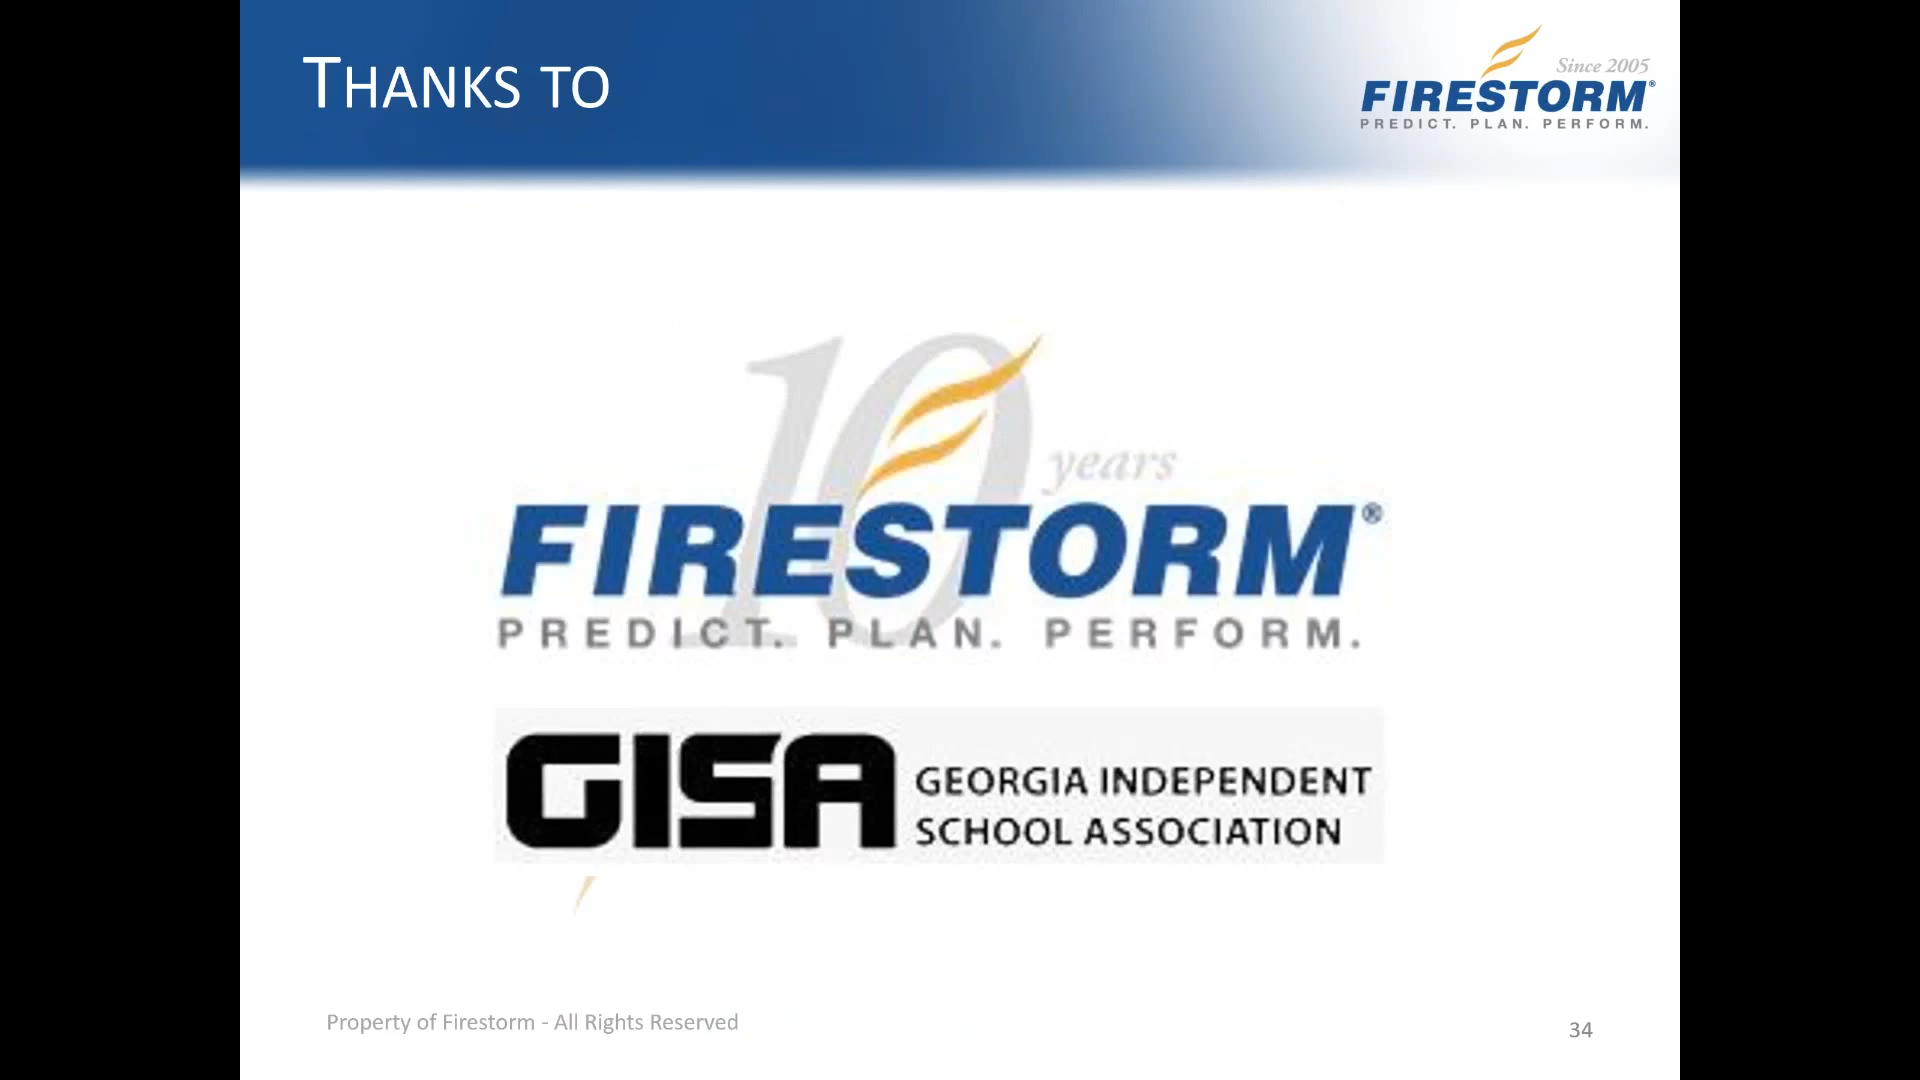 THANKS TO
Since 2005
FIRESTORM®
PREDICT. PLAN. PERFORM.
10 years
FIRESTORM®
PREDICT. PLAN. PERFORM.
GISA GEORGIA INDEPENDENT
SCHOOL ASSOCIATION
Property of Firestorm - All Rights Reserved
34